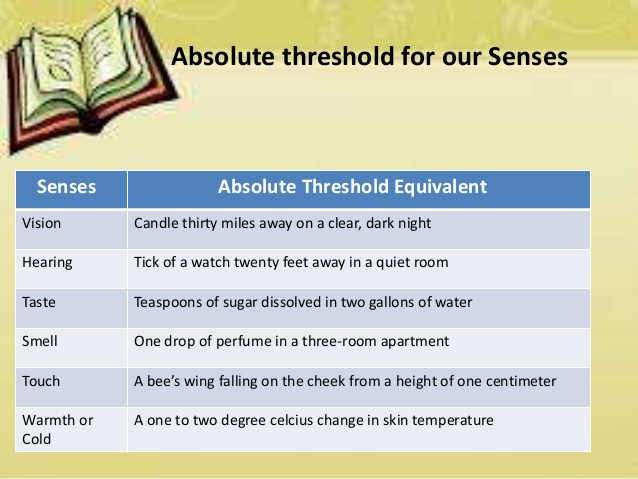 Absolute threshold for our Senses
Senses Absolute Threshold Equivalent
Vision Candle thirty miles away on a clear, dark night
Hearing Tick of a watch twenty feet away in a quiet room
Taste Teaspoons of sugar dissolved in two gallons of water
Smell One drop of perfume in a three-room apartment
Touch A bee’s wing falling on the cheek from a height of one centimeter
Warmth or A one to two degree celcius change in skin temperature
Cold